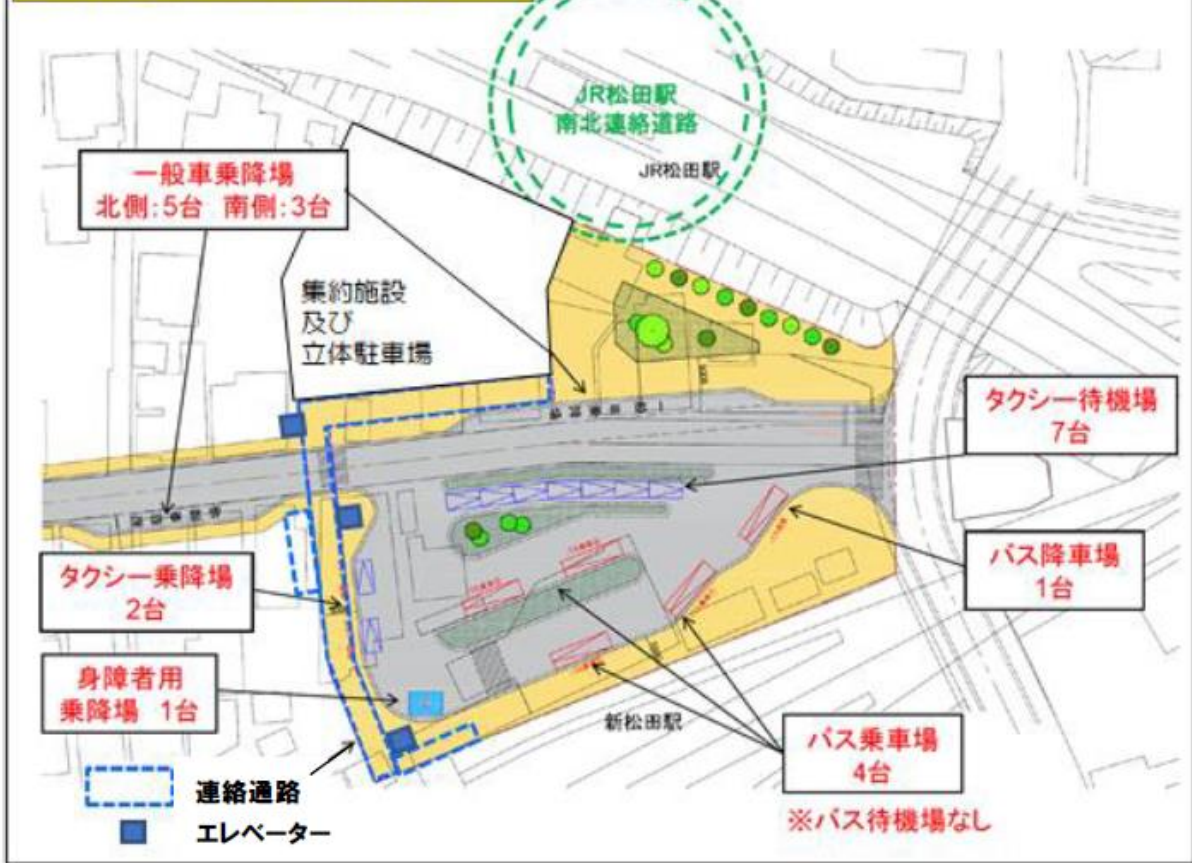 JR松田駅
南北連絡道路
JR松田駅
一般車乗降場
北側:5台 南側:3台
集約施設
及び
立体駐車場
タクシー待機場
7台
バス降車場
1台
タクシー乗降場
2台
身障者用
乗降場 1台
新松田駅
バス乗車場
4台
※バス待機場なし
連絡通路
エレベーター